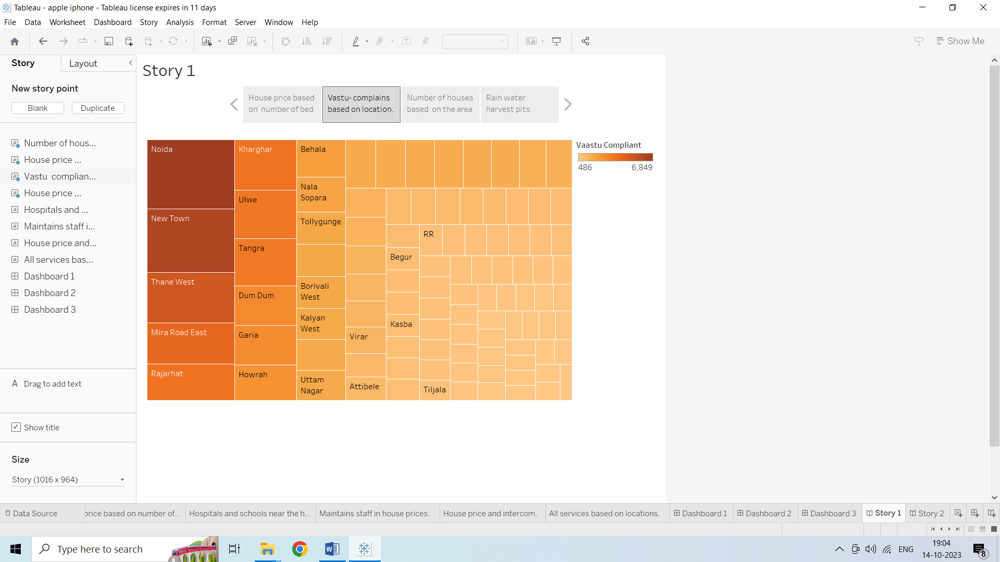 Tableau - apple iphone - Tableau license expires in 11 days
File Data Worksheet Dashboard Story Analysis Format Server Window Help
Show Me
Story Layout
New story point
Blank Duplicate
Number of hous...
House price ...
Vastu complian...
House price ...
Hospitals and ...
Maintains staff i...
House price and...
All services bas...
Dashboard 1
Dashboard 2
Dashboard 3
A Drag to add text
Show title
Size
Story (1016 x 964)
Story 1
House price based
on number of bed
Vastu- complains
based on location.
Number of houses
based on the area
Rain water
harvest pits.
Noida
New Town
Thane West
Mira Road East
Rajarhat
Kharghar
Ulwe
Tangra
Dum Dum
Garia
Howrah
Behala
Nala
Sopara
Tollygunge
Borivali
West
Kalyan
West
Uttam
Nagar
Virar
Attibele
Begur
Kasba
RR
Tiljala
Vaastu Compliant
486 6,849
Data Source price based on number of... Hospitals and schools near the h... Maintains staff in house prices. House price and intercom. All services based on locations. Dashboard 1 Dashboard 2 Dashboard 3 Story 1 Story 2
Type here to search
ENG
19:04
14-10-2023
8